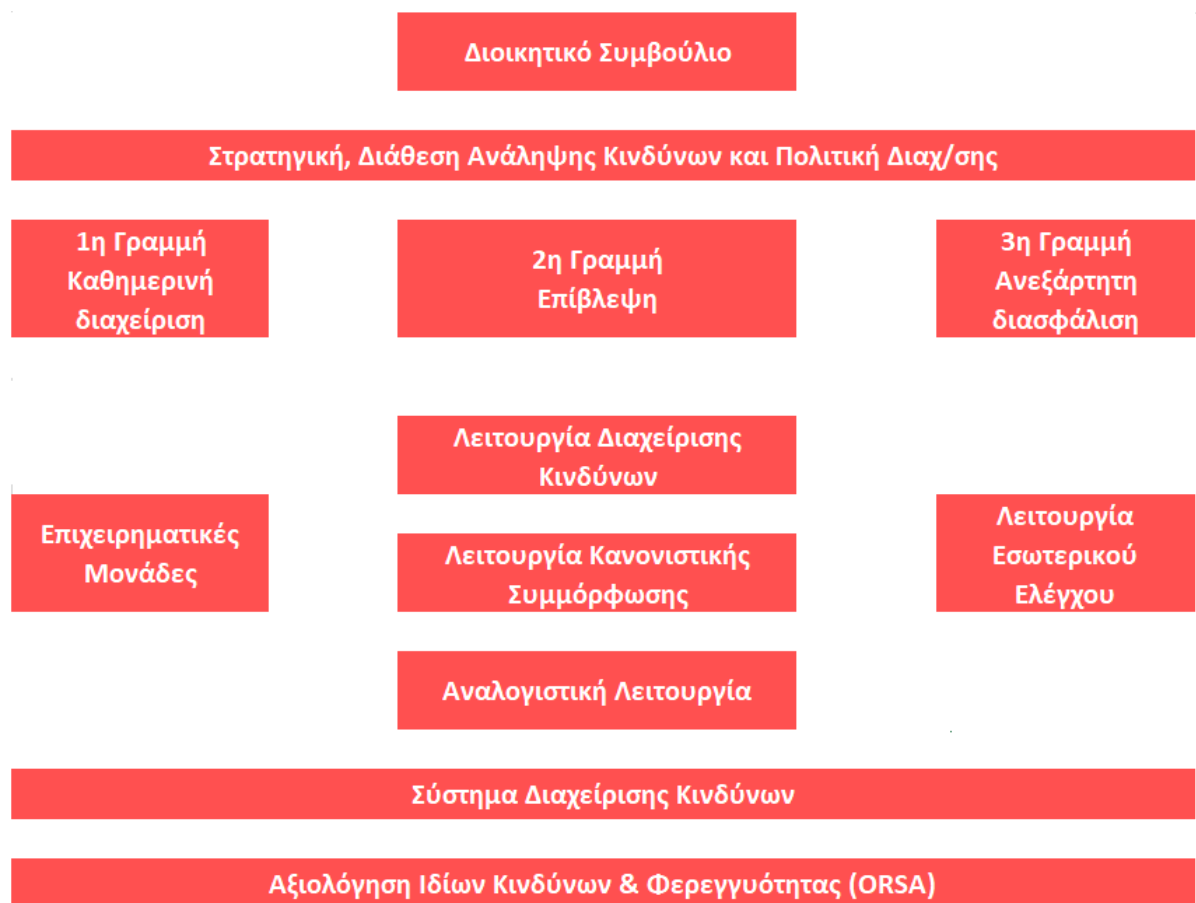 Διοικητικό Συμβούλιο
Στρατηγική, Διάθεση Ανάληψης Κινδύνων και Πολιτική Διαχ/σης
1η Γραμμή
Καθημερινή
διαχείριση
2η Γραμμή
Επίβλεψη
3η Γραμμή
Ανεξάρτητη
διασφάλιση
Επιχειρηματικές
Μονάδες
Λειτουργία Διαχείρισης
Κινδύνων
Λειτουργία Κανονιστικής
Συμμόρφωσης
Αναλογιστική Λειτουργία
Λειτουργία
Εσωτερικού
Ελέγχου
Σύστημα Διαχείρισης Κινδύνων
Αξιολόγηση Ιδίων Κινδύνων & Φερεγγυότητας (ORSA)